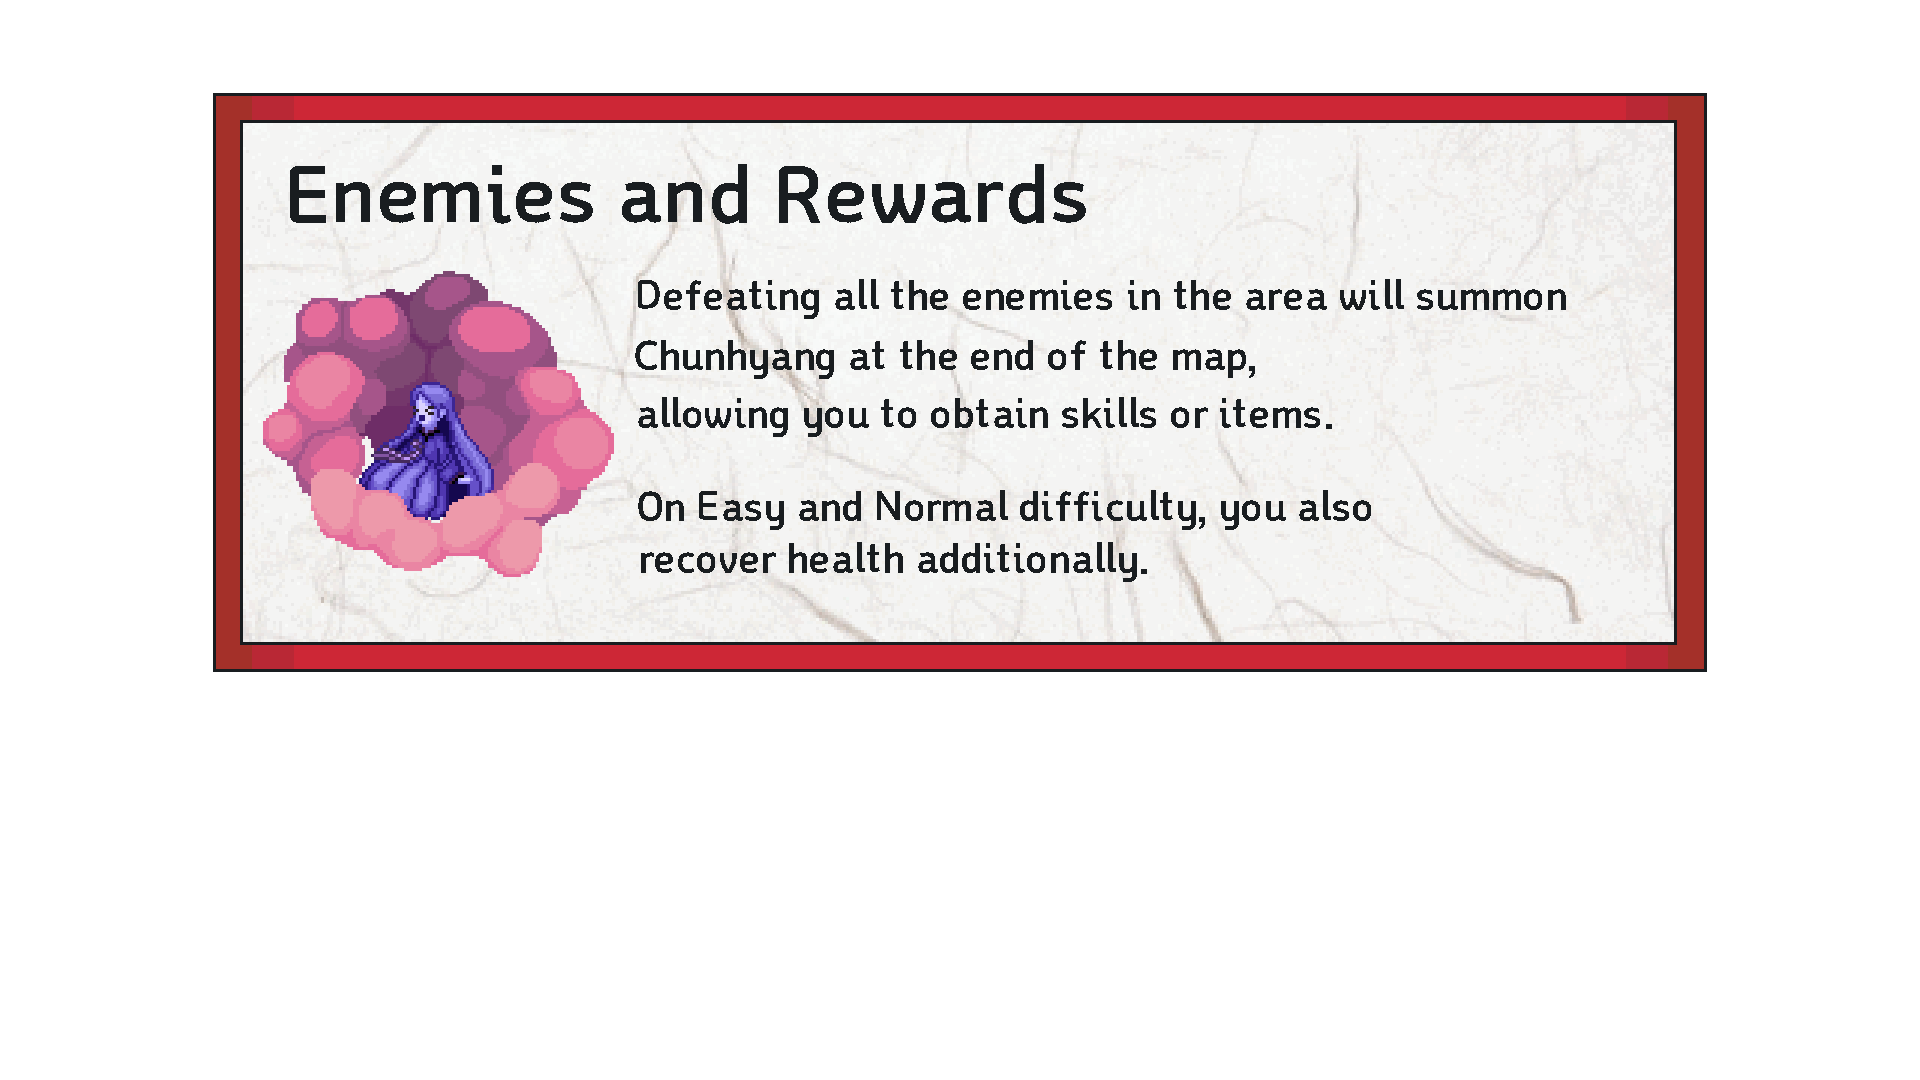 Enemies and Rewards
Defeating all the enemies in the area will summon
Chunhyang at the end of the map,
allowing you to obtain skills or items.
On Easy and Normal difficulty, you also
recover health additionally.